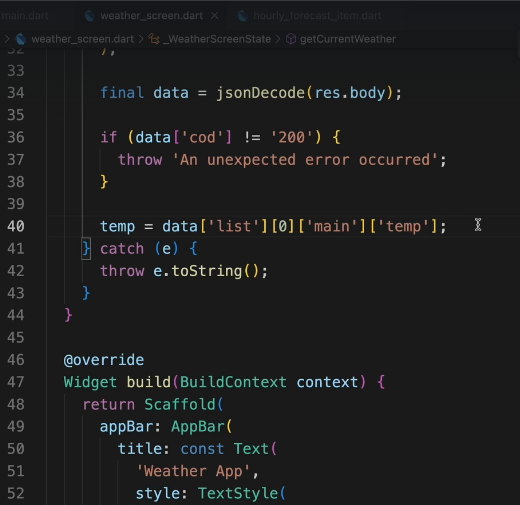 main.dart weather_screen.dart × hourly_forecast_item.dart
> weather_screen.dart > _WeatherScreenState > getCurrentWeather
32 );
33
34 final data = jsonDecode(res.body);
35
36 if (data['cod'] != '200') {
37 throw 'An unexpected error occurred';
38 }
39
40 temp = data['list'][0]['main']['temp'];
41 } catch (e) {
42 throw e.toString();
43 }
44 }
45
46 @override
47 Widget build(BuildContext context) {
48 return Scaffold(
49 appBar: AppBar(
50 title: const Text(
51 'Weather App',
52 style: TextStyle(